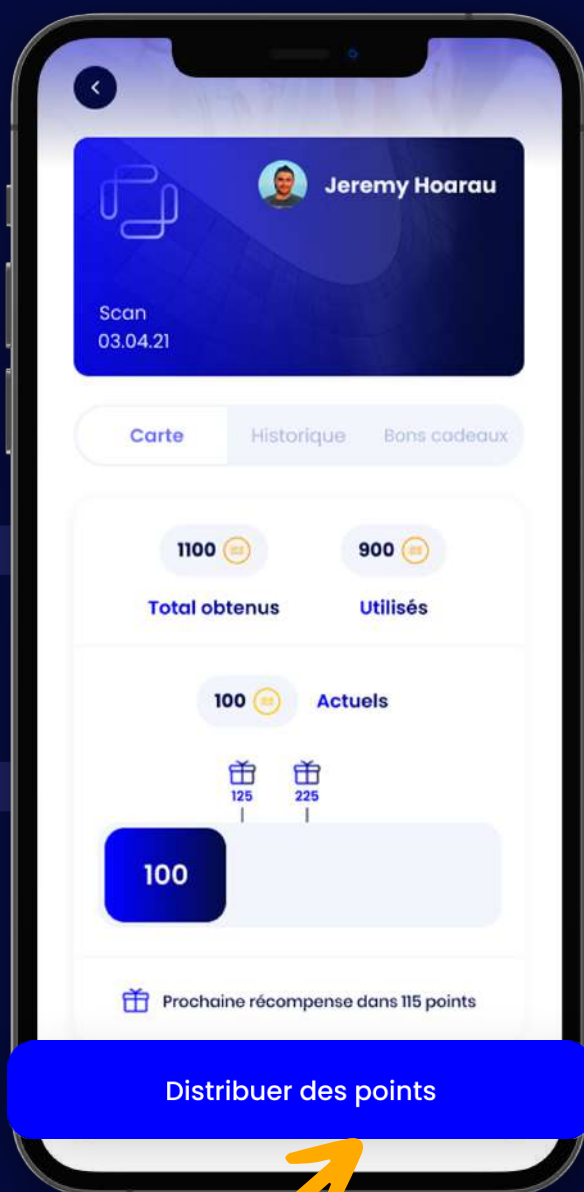 Jeremy Hoarau
Scan
03.04.21
Carte Historique Bons cadeaux
1100 900
Total obtenus Utilisés
100 Actuels
125 225
100
Prochaine récompense dans 115 points
Distribuer des points